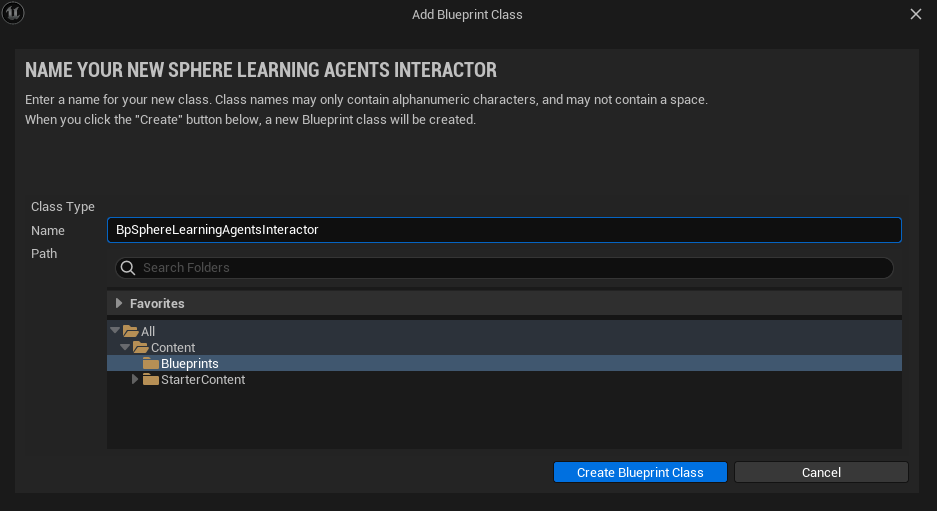 Add Blueprint Class
NAME YOUR NEW SPHERE LEARNING AGENTS INTERACTOR
Enter a name for your new class. Class names may only contain alphanumeric characters, and may not contain a space.
When you click the "Create" button below, a new Blueprint class will be created.
Class Type
Name BpSphereLearningAgentsInteractor
Path
Search Folders
Favorites
All
Content
Blueprints
StarterContent
Create Blueprint Class Cancel